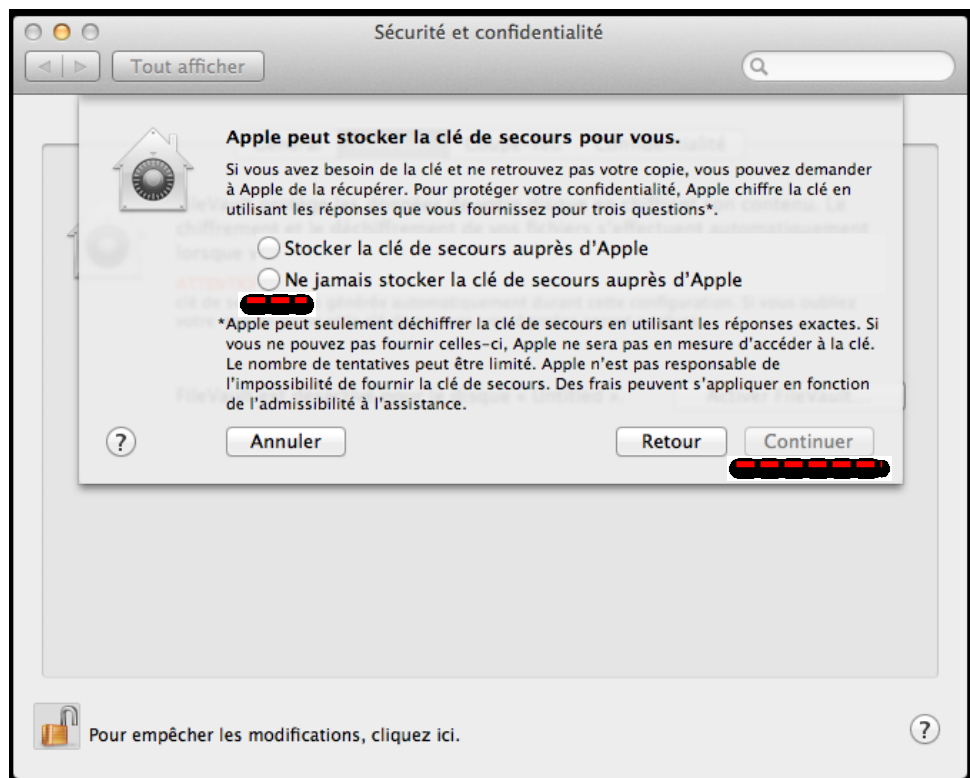 Sécurité et confidentialité
Tout afficher
Apple peut stocker la clé de secours pour vous.
Si vous avez besoin de la clé et ne retrouvez pas votre copie, vous pouvez demander
à Apple de la récupérer. Pour protéger votre confidentialité, Apple chiffre la clé en
utilisant les réponses que vous fournissez pour trois questions*.
Stocker la clé de secours auprès d’Apple
Ne jamais stocker la clé de secours auprès d’Apple
*Apple peut seulement déchiffrer la clé de secours en utilisant les réponses exactes. Si
vous ne pouvez pas fournir celles-ci, Apple ne sera pas en mesure d’accéder à la clé.
Le nombre de tentatives peut être limité. Apple n’est pas responsable de
l’impossibilité de fournir la clé de secours. Des frais peuvent s’appliquer en fonction
de l’admissibilité à l’assistance.
? Annuler Retour Continuer
Pour empêcher les modifications, cliquez ici. ?